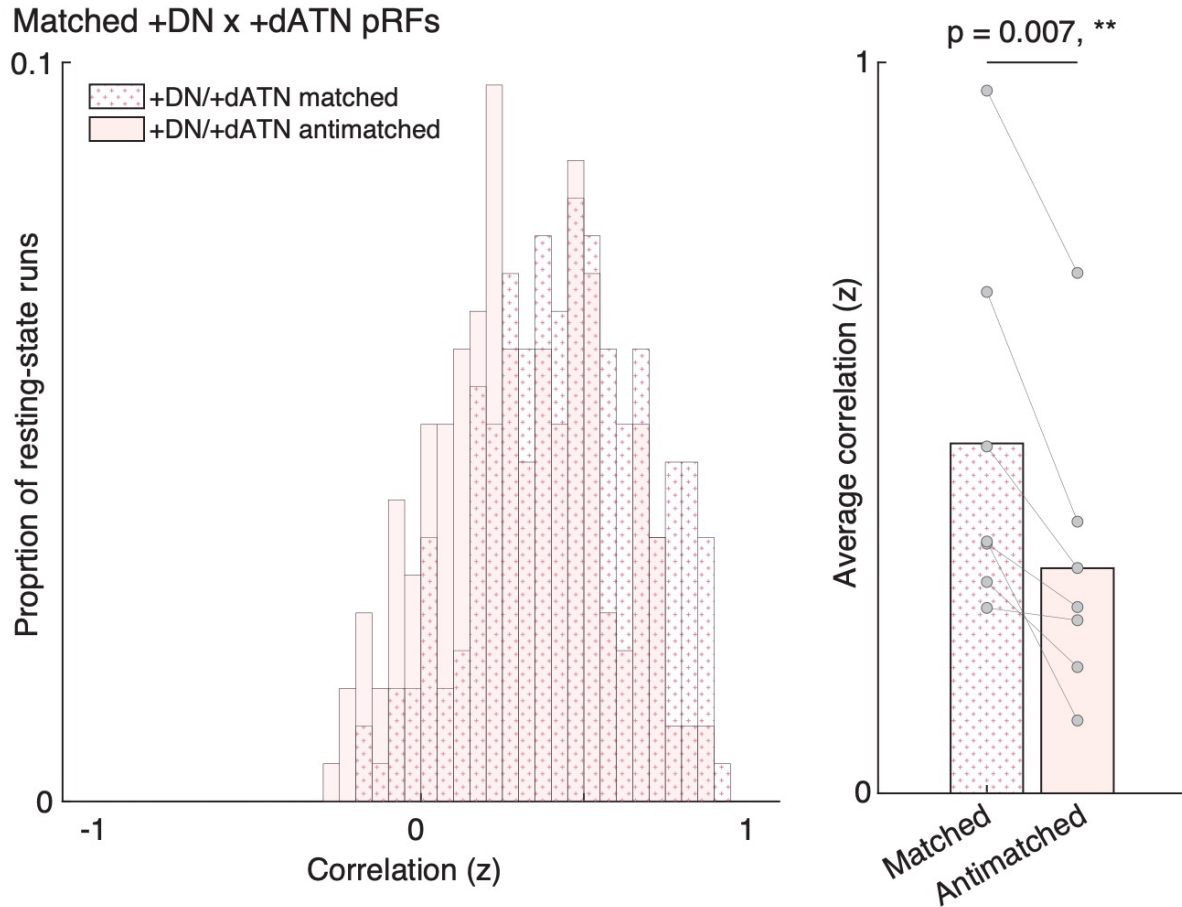 Matched +DN x +dATN pRFs
0.1
+DN/+dATN matched
+DN/+dATN antimatched
Proprtion of resting-state runs
0
-1
0
1
Correlation (z)
p = 0.007, **
1
Average correlation (z)
0
Matched
Antimatched